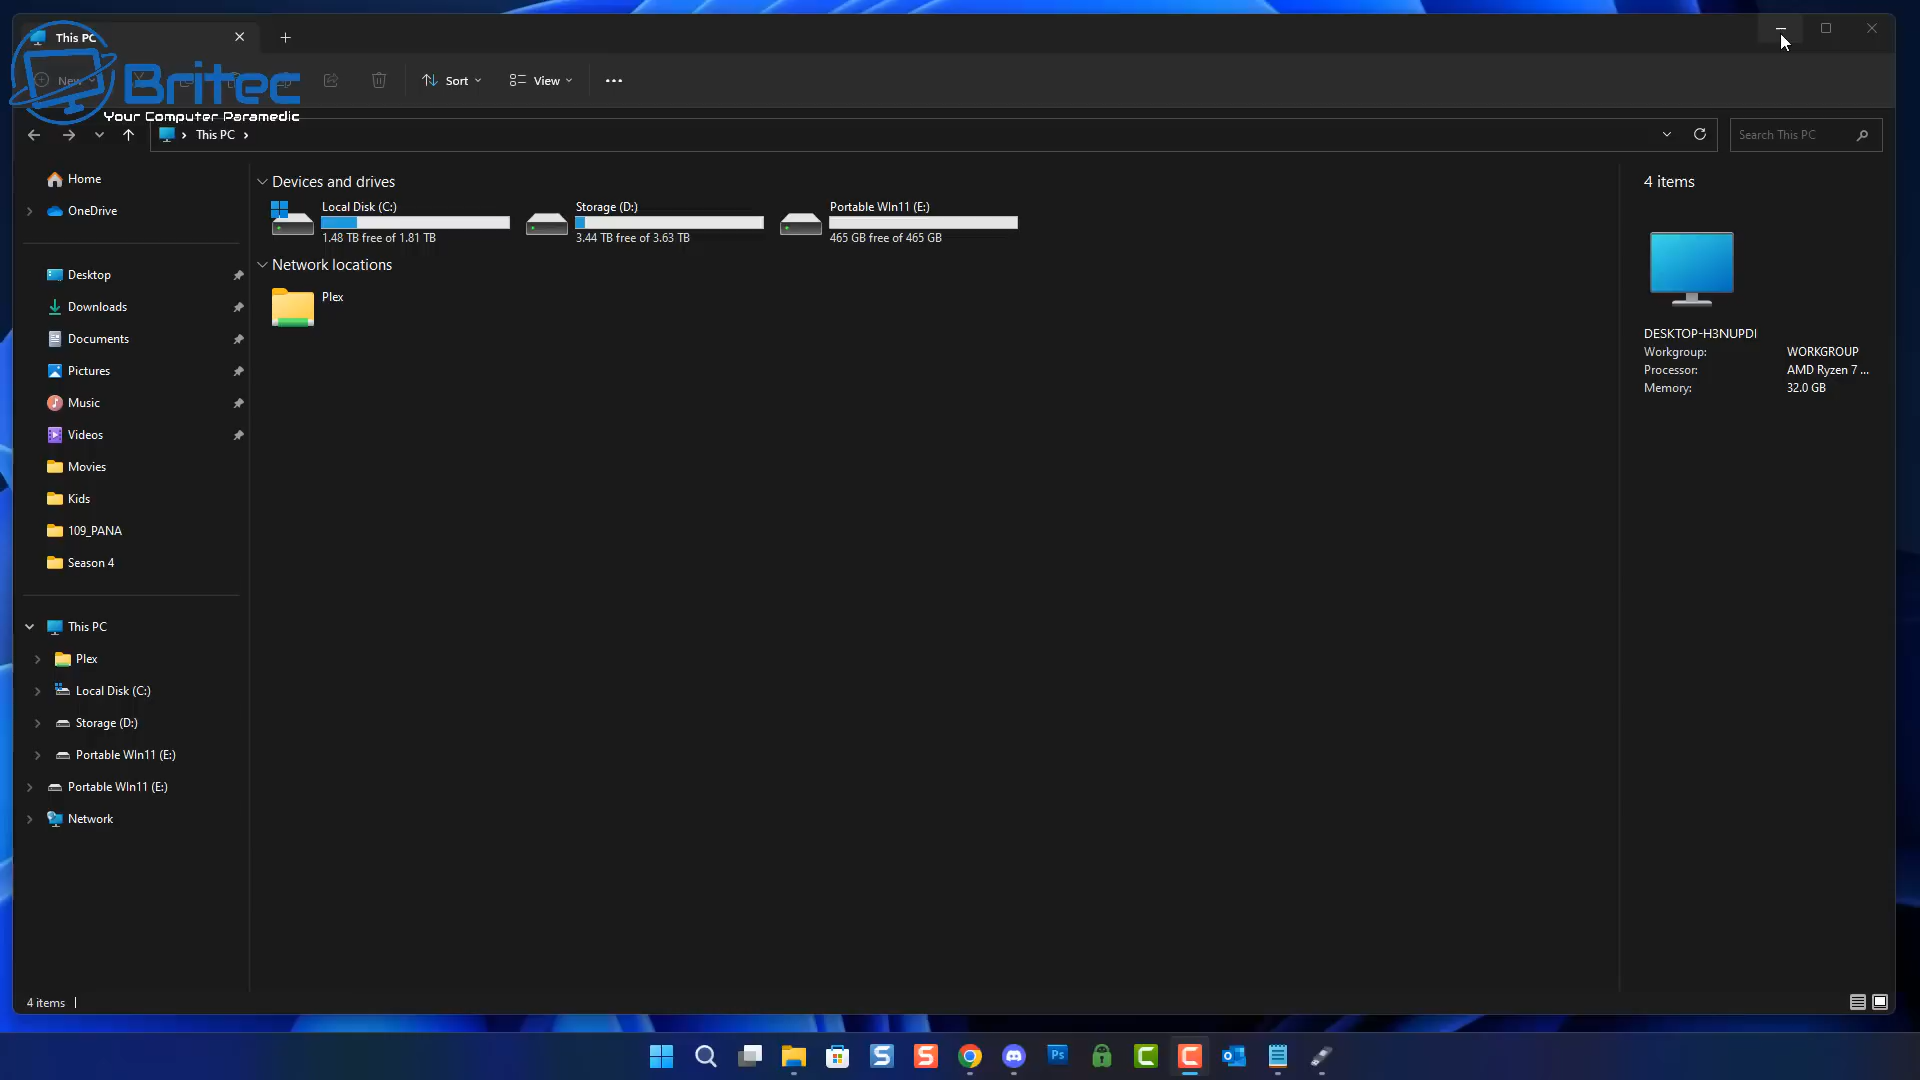 This PC
New
Sort
View
Britec
Your Computer Paramedic
This PC
Search This PC
Home
OneDrive
Desktop
Downloads
Documents
Pictures
Music
Videos
Movies
Kids
109_PANA
Season 4
This PC
Plex
Local Disk (C:)
Storage (D:)
Portable WIn11 (E:)
Portable WIn11 (E:)
Network
Devices and drives
Local Disk (C:)
1.48 TB free of 1.81 TB
Storage (D:)
3.44 TB free of 3.63 TB
Portable WIn11 (E:)
465 GB free of 465 GB
Network locations
Plex
4 items
DESKTOP-H3NUPDI
Workgroup: WORKGROUP
Processor: AMD Ryzen 7 ...
Memory: 32.0 GB
4 items
S
S
Ps
C
C